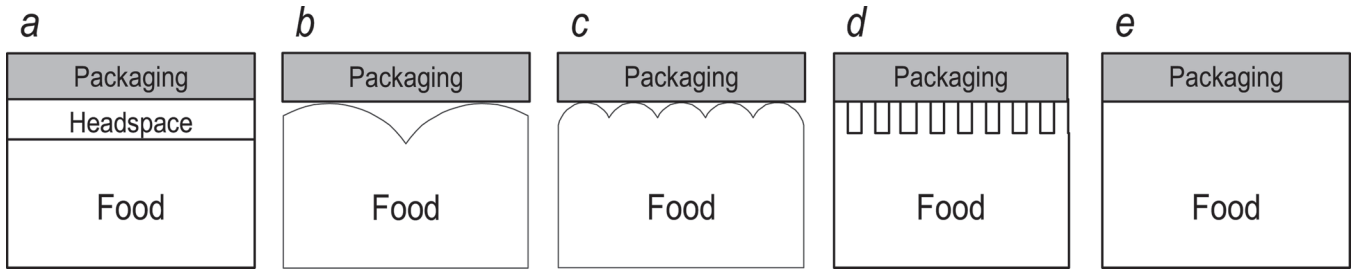 a b c d e
Packaging Packaging Packaging Packaging Packaging
Headspace
Food Food Food Food Food